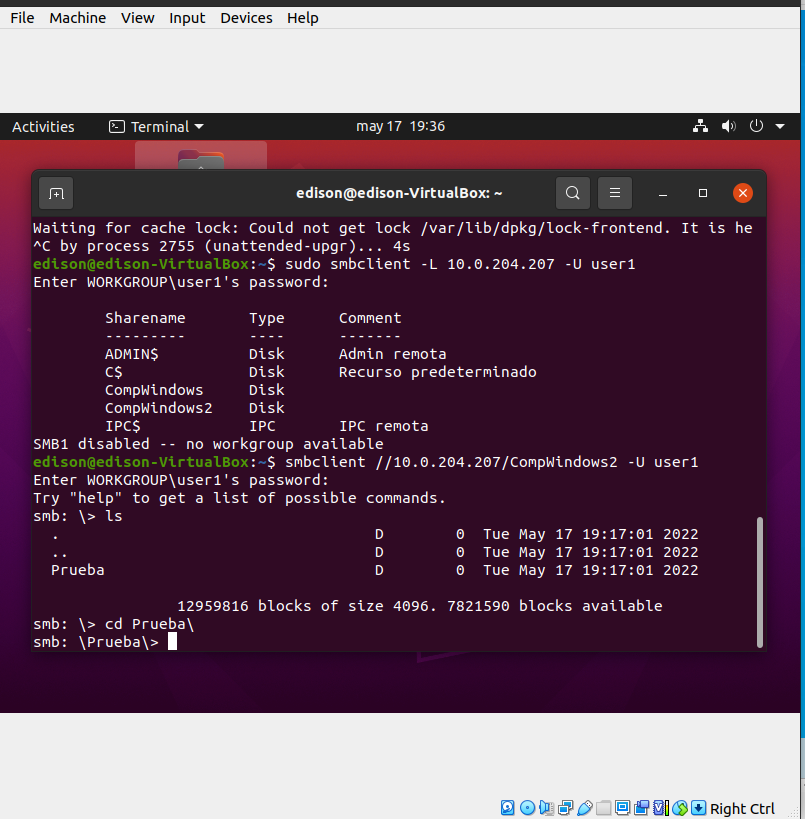 File Machine View Input Devices Help
Activities Terminal may 17 19:36
edison@edison-VirtualBox: ~
Waiting for cache lock: Could not get lock /var/lib/dpkg/lock-frontend. It is he
^C by process 2755 (unattended-upgr)... 4s
edison@edison-VirtualBox:~$ sudo smbclient -L 10.0.204.207 -U user1
Enter WORKGROUP\user1's password:
Sharename Type Comment
--------- ---- -------
ADMIN$ Disk Admin remota
C$ Disk Recurso predeterminado
CompWindows Disk
CompWindows2 Disk
IPC$ IPC IPC remota
SMB1 disabled -- no workgroup available
edison@edison-VirtualBox:~$ smbclient //10.0.204.207/CompWindows2 -U user1
Enter WORKGROUP\user1's password:
Try "help" to get a list of possible commands.
smb: \> ls
. D 0 Tue May 17 19:17:01 2022
.. D 0 Tue May 17 19:17:01 2022
Prueba D 0 Tue May 17 19:17:01 2022
12959816 blocks of size 4096. 7821590 blocks available
smb: \> cd Prueba\
smb: \Prueba\>
Right Ctrl